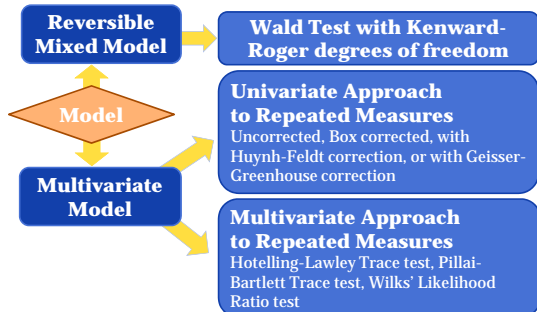 Reversible
Mixed Model
Wald Test with Kenward-
Roger degrees of freedom
Model
Univariate Approach
to Repeated Measures
Uncorrected, Box corrected, with
Huynh-Feldt correction, or with Geisser-
Greenhouse correction
Multivariate
Model
Multivariate Approach
to Repeated Measures
Hotelling-Lawley Trace test, Pillai-
Bartlett Trace test, Wilks' Likelihood
Ratio test